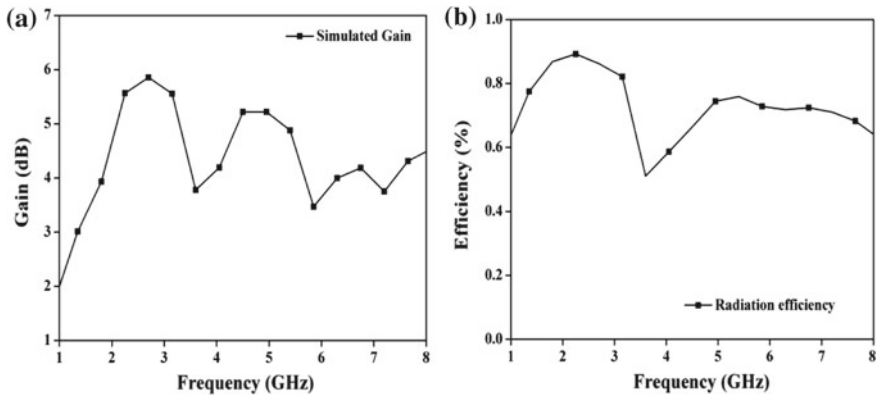 (a)
7
6
5
4
3
2
1
Gain (dB)
Simulated Gain
1 2 3 4 5 6 7 8
Frequency (GHz)
(b)
1.0
0.8
0.6
0.4
0.2
0.0
Efficiency (%)
Radiation efficiency
1 2 3 4 5 6 7 8
Frequency (GHz)